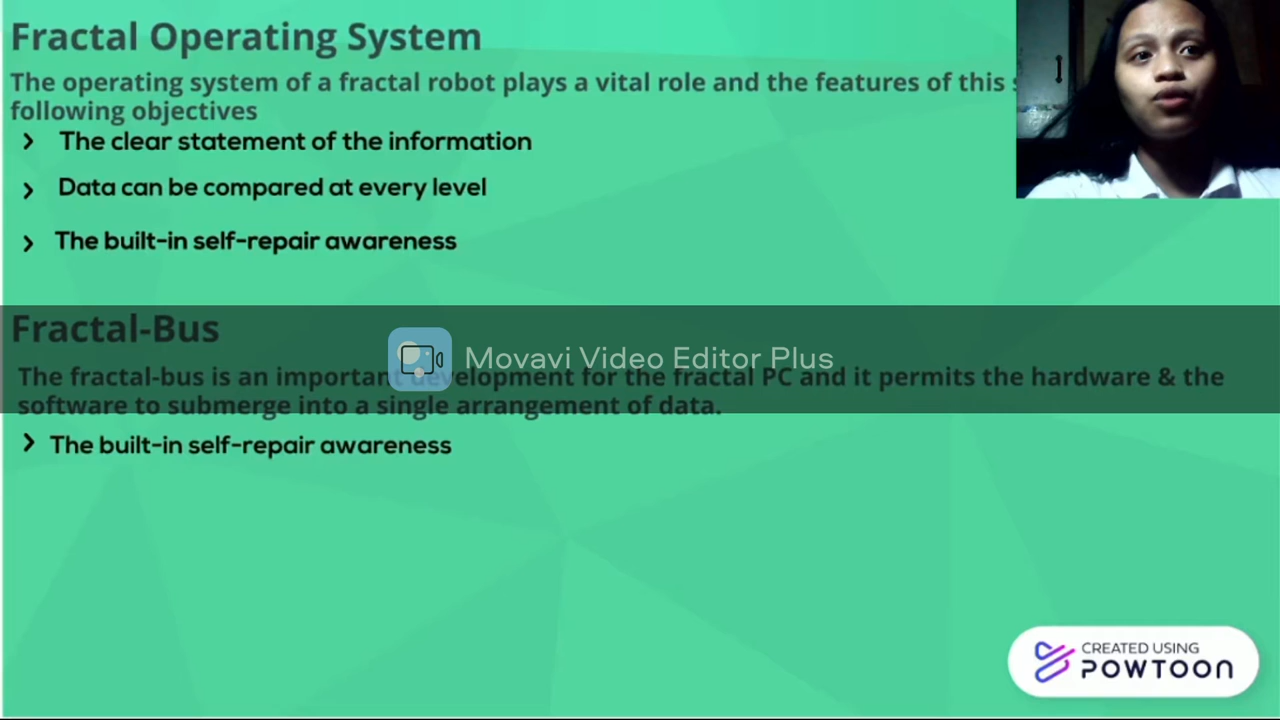 Fractal Operating System
The operating system of a fractal robot plays a vital role and the features of this
following objectives
› The clear statement of the information
› Data can be compared at every level
› The built-in self-repair awareness
Fractal-Bus
Movavi Video Editor Plus
The fractal-bus is an important development for the fractal PC and it permits the hardware & the
software to submerge into a single arrangement of data.
› The built-in self-repair awareness
CREATED USING
POWTOON